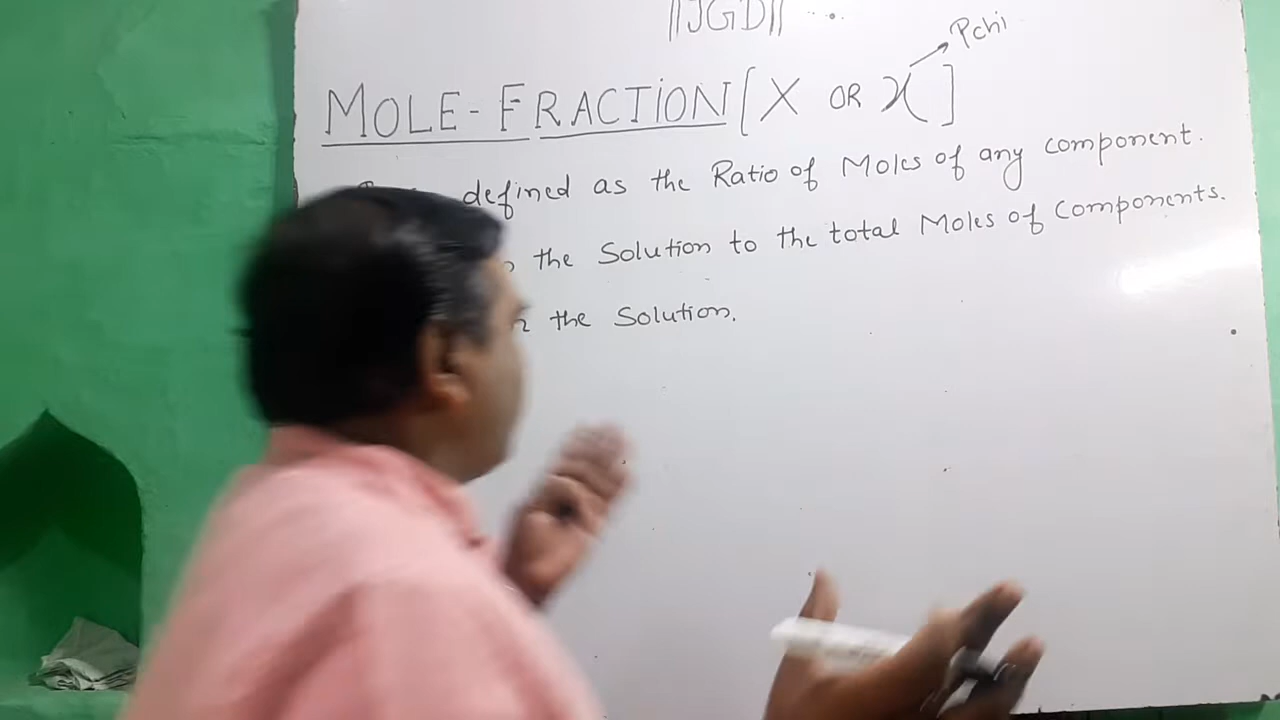 ||JGD||
Pchi
MOLE-FRACTION [X OR χ]
defined as the Ratio of Moles of any component.
the Solution to the total Moles of Components.
the Solution.